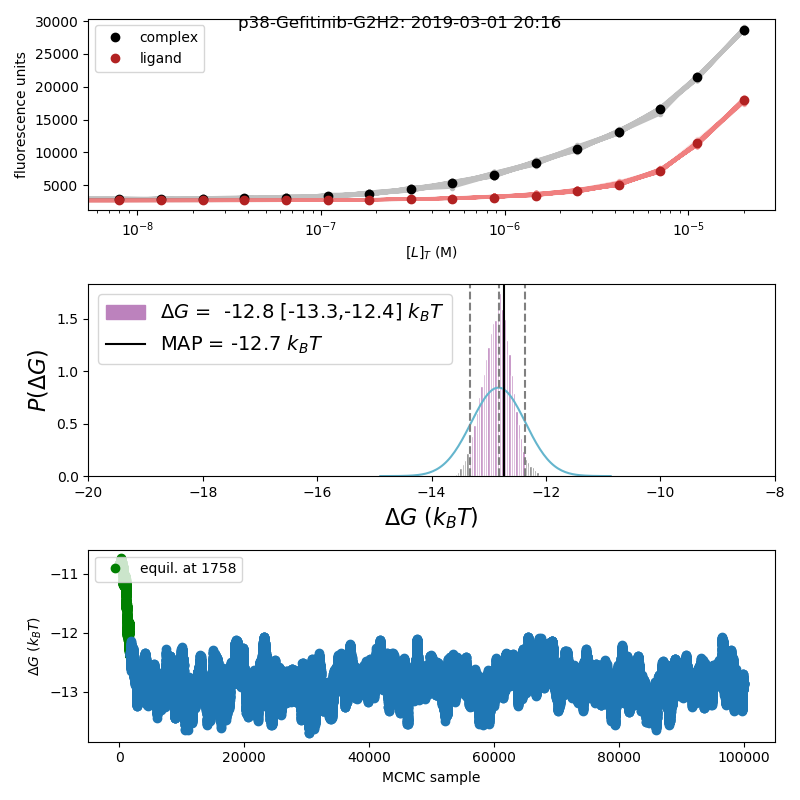 p38-Gefitinib-G2H2: 2019-03-01 20:16
30000
25000
20000
15000
10000
5000
fluorescence units
complex
ligand
10⁻⁸ 10⁻⁷ 10⁻⁶ 10⁻⁵
[L]_T (M)
1.5
1.0
0.5
0.0
P(ΔG)
ΔG = -12.8 [-13.3,-12.4] k_BT
MAP = -12.7 k_BT
−20 −18 −16 −14 −12 −10 −8
ΔG (k_BT)
−11
−12
−13
ΔG (k_BT)
equil. at 1758
0 20000 40000 60000 80000 100000
MCMC sample